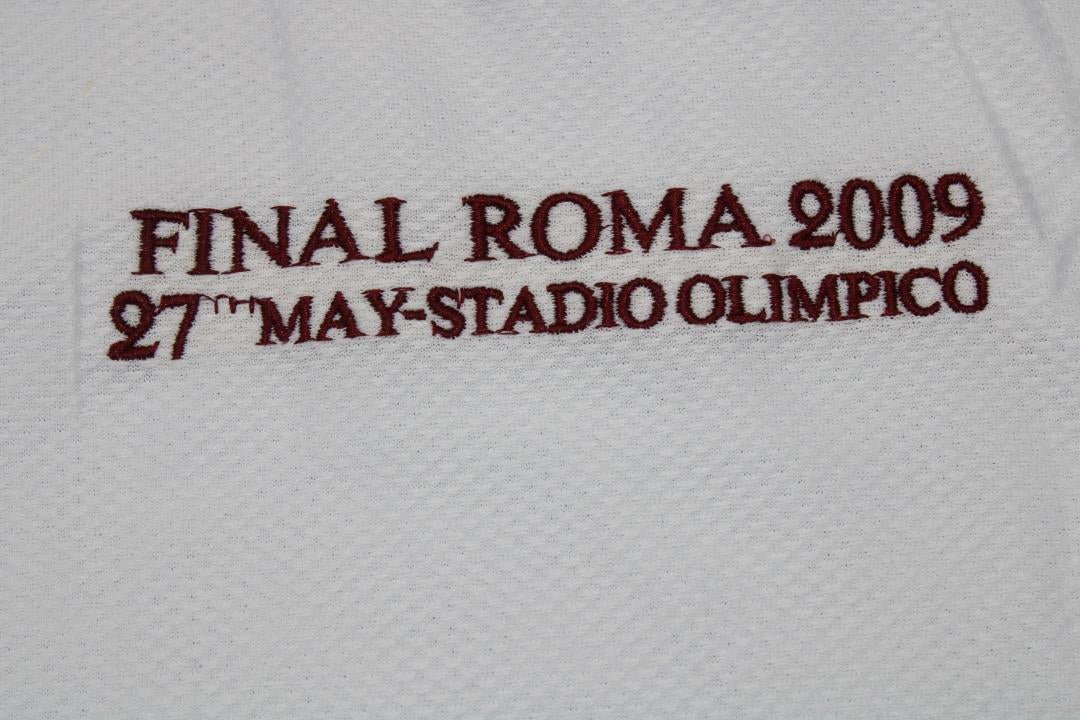 FINAL ROMA 2009
27TH MAY-STADIO OLIMPICO